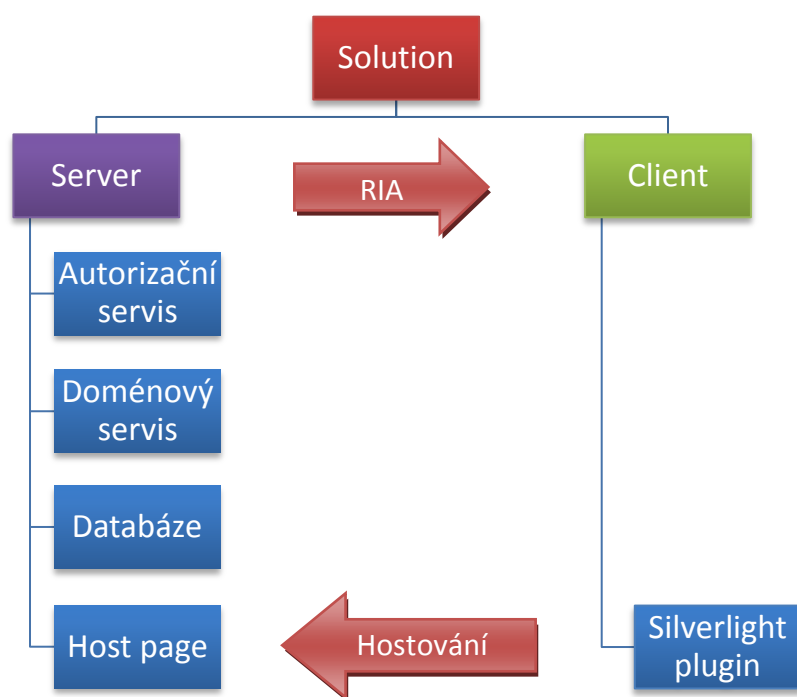 Solution
Server
RIA
Client
Autorizační
servis
Doménový
servis
Databáze
Host page
Hostování
Silverlight
plugin